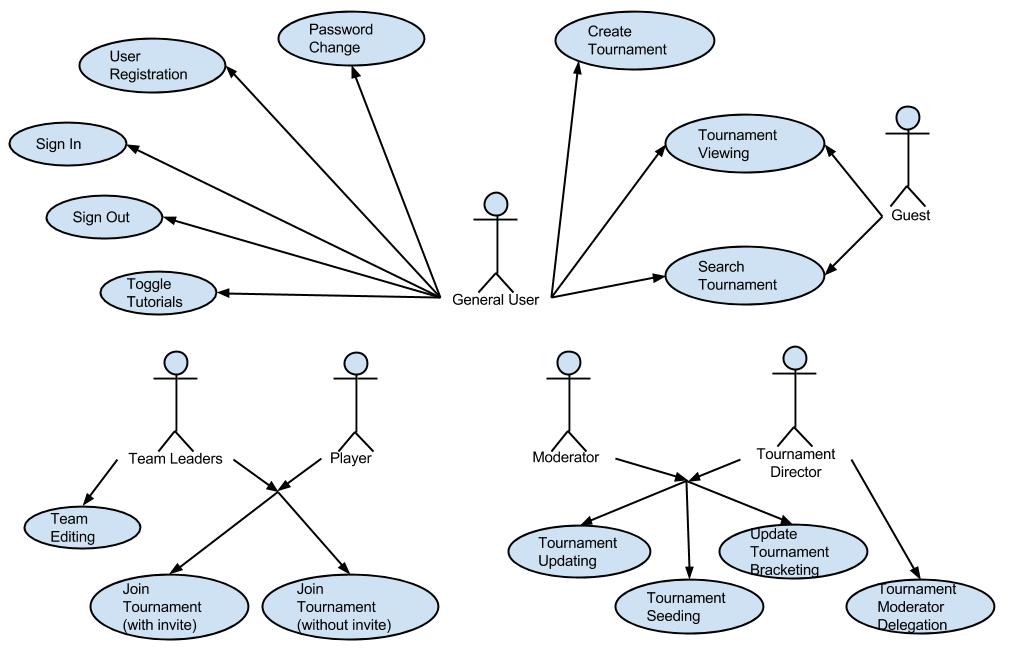 Password
Change
Create
Tournament
User
Registration
Sign In
Tournament
Viewing
Sign Out
Guest
Search
Tournament
Toggle
Tutorials
General User
Team Leaders
Player
Moderator
Tournament
Director
Team
Editing
Tournament
Updating
Update
Tournament
Bracketing
Join
Tournament
(with invite)
Join
Tournament
(without invite)
Tournament
Seeding
Tournament
Moderator
Delegation